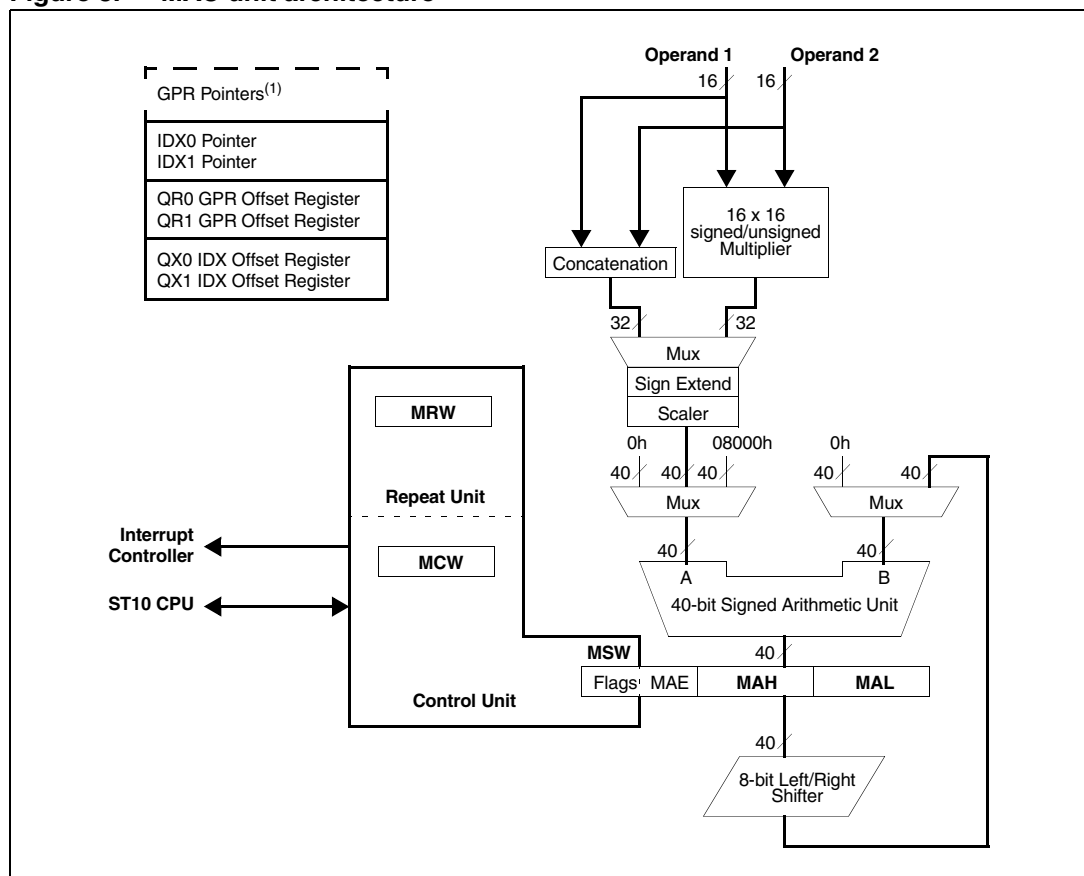 Figure MAC unit architecture
Operand 1 Operand 2
16 16
GPR Pointers(1)
IDX0 Pointer
IDX1 Pointer
QR0 GPR Offset Register
QR1 GPR Offset Register
QX0 IDX Offset Register
QX1 IDX Offset Register
16 x 16
signed/unsigned
Multiplier
Concatenation
32 32
Mux
Sign Extend
Scaler
0h 08000h 0h
40 40 40 40 40
Mux Mux
40 40
A B
40-bit Signed Arithmetic Unit
40
MRW
Repeat Unit
Interrupt
Controller
MCW
ST10 CPU
MSW
Flags MAE MAH MAL
Control Unit
40
8-bit Left/Right
Shifter